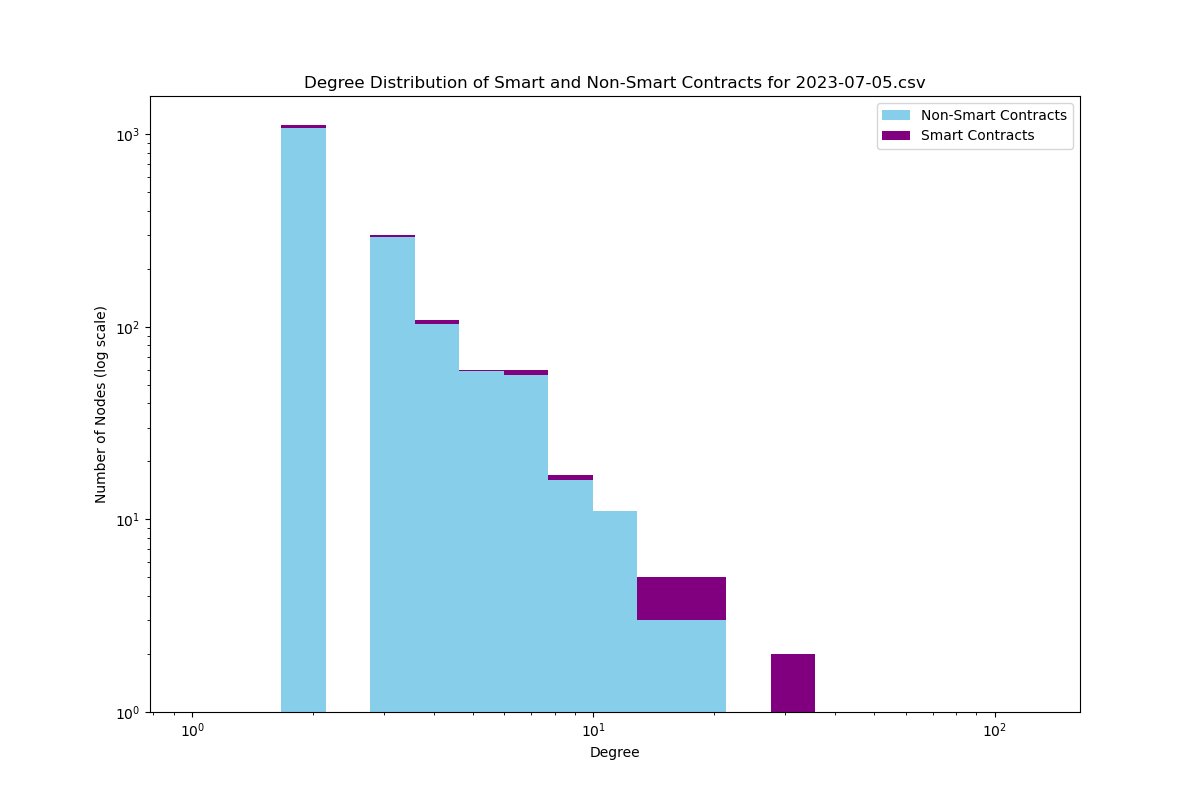 Degree Distribution of Smart and Non-Smart Contracts for 2023-07-05.csv
Non-Smart Contracts
Smart Contracts
Number of Nodes (log scale)
10³
10²
10¹
10⁰
10⁰ 10¹ 10²
Degree